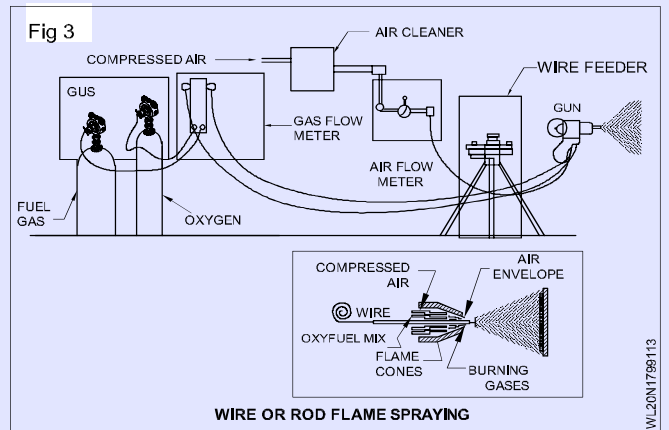 Fig 3
AIR CLEANER
COMPRESSED AIR
WIRE FEEDER
GUS
GUN
GAS FLOW
METER
AIR FLOW
METER
FUEL
GAS
OXYGEN
COMPRESSED
AIR
AIR
ENVELOPE
WIRE
OXYFUEL MIX
FLAME
CONES
BURNING
GASES
WIRE OR ROD FLAME SPRAYING
WL20N1799113